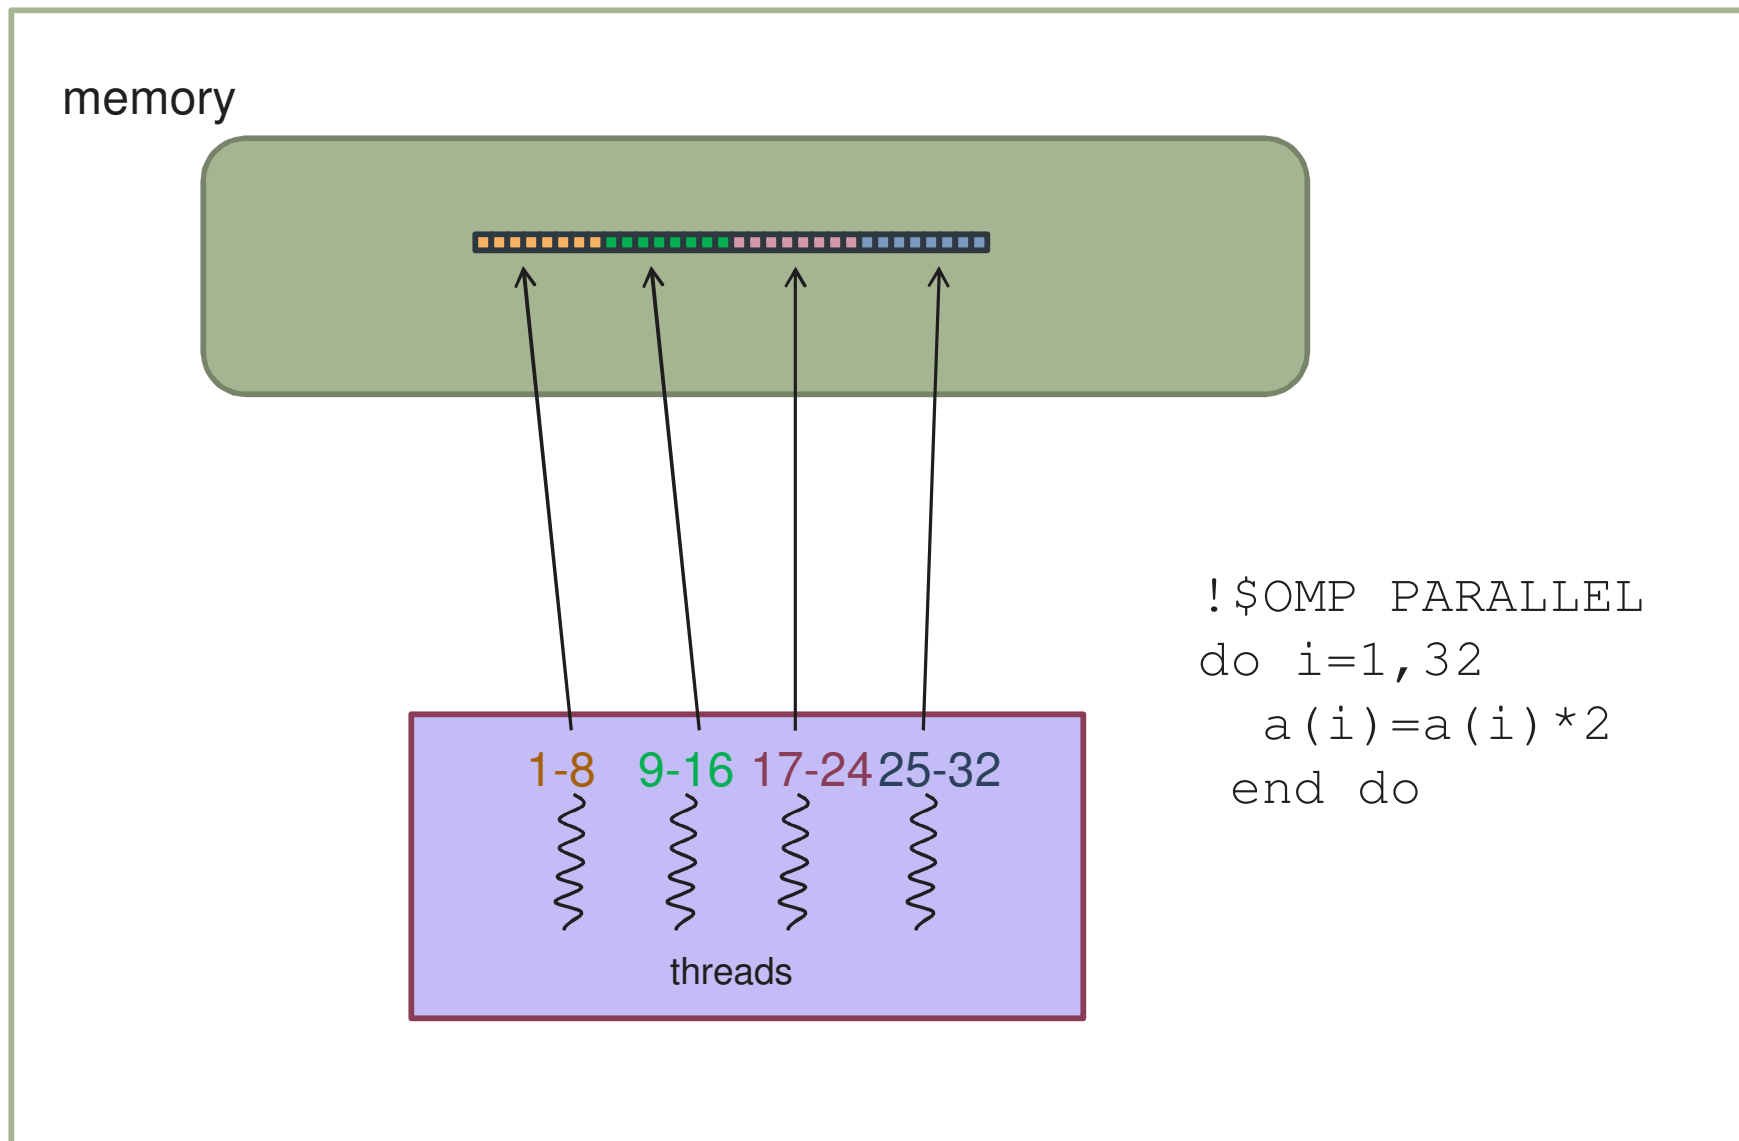 memory
!$OMP PARALLEL
do i=1,32
a(i)=a(i)*2
end do
1-8 9-16 17-24 25-32
threads